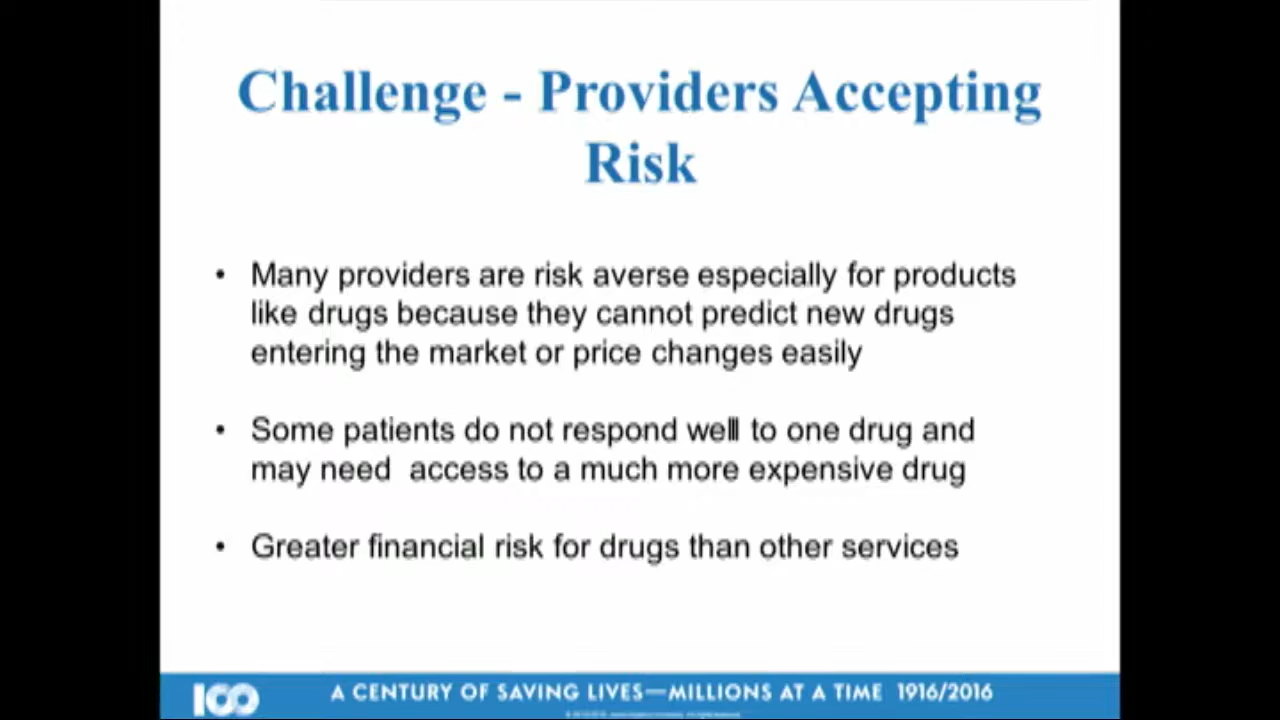 Challenge - Providers Accepting
Risk
• Many providers are risk averse especially for products
like drugs because they cannot predict new drugs
entering the market or price changes easily
• Some patients do not respond well to one drug and
may need access to a much more expensive drug
• Greater financial risk for drugs than other services
100 A CENTURY OF SAVING LIVES—MILLIONS AT A TIME 1916/2016